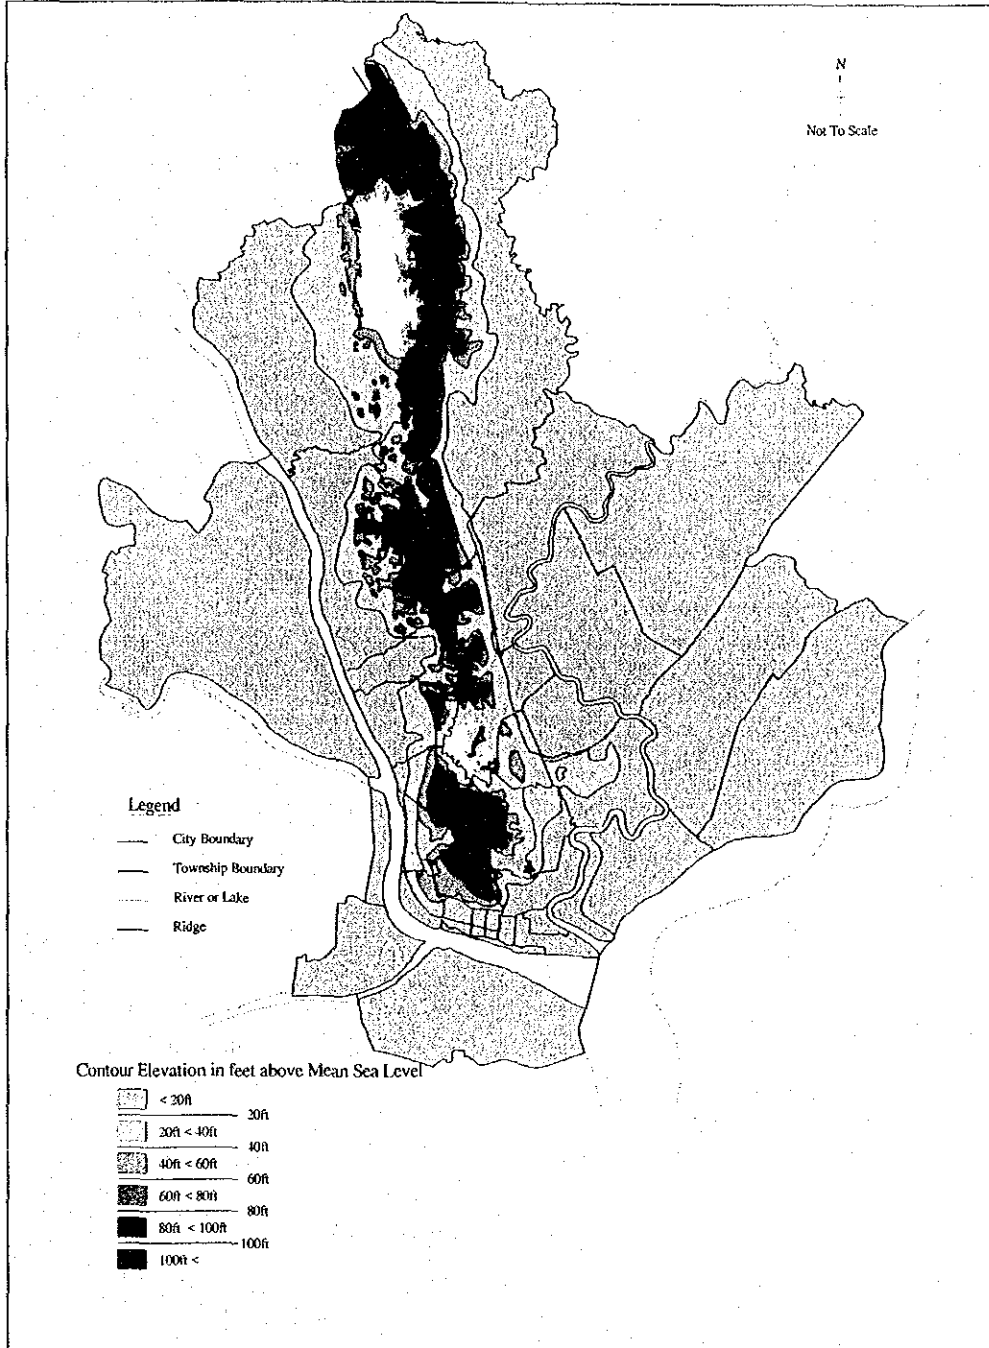 N
Not To Scale
Legend
City Boundary
Township Boundary
River or Lake
Ridge
Contour Elevation in feet above Mean Sea Level
< 20ft
20ft
20ft < 40ft
40ft
40ft < 60ft
60ft
60ft < 80ft
80ft
80ft < 100ft
100ft
100ft <